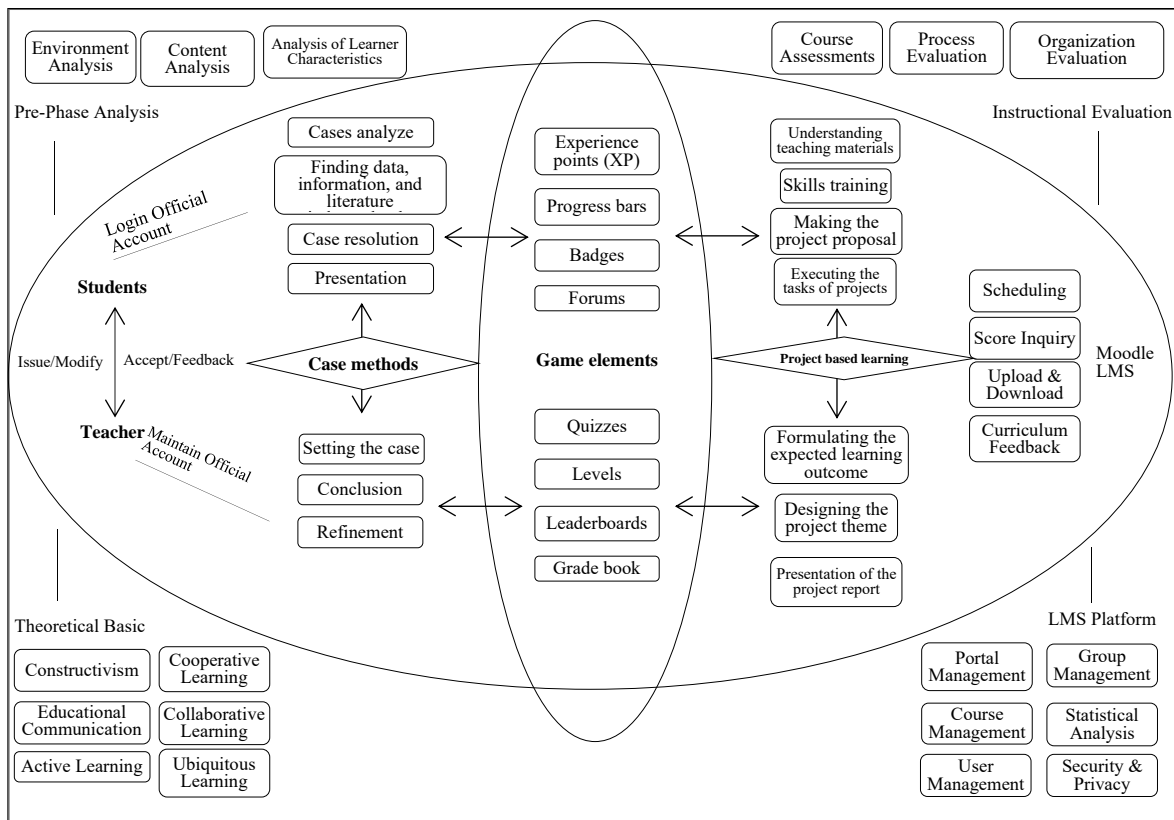 Environment
Analysis
Content
Analysis
Analysis of Learner
Characteristics
Course
Assessments
Process
Evaluation
Organization
Evaluation
Pre-Phase Analysis
Instructional Evaluation
Login Official
Account
Students
Issue/Modify
Accept/Feedback
Teacher
Maintain Official
Account
Cases analyze
Finding data,
information, and
literature
Case resolution
Presentation
Case methods
Setting the case
Conclusion
Refinement
Experience
points (XP)
Progress bars
Badges
Forums
Game elements
Quizzes
Levels
Leaderboards
Grade book
Understanding
teaching materials
Skills training
Making the
project proposal
Executing the
tasks of projects
Project based learning
Formulating the
expected learning
outcome
Designing the
project theme
Presentation of the
project report
Scheduling
Score Inquiry
Upload &
Download
Curriculum
Feedback
Moodle
LMS
Theoretical Basic
Constructivism
Cooperative
Learning
Educational
Communication
Collaborative
Learning
Active Learning
Ubiquitous
Learning
LMS Platform
Portal
Management
Group
Management
Course
Management
Statistical
Analysis
User
Management
Security &
Privacy